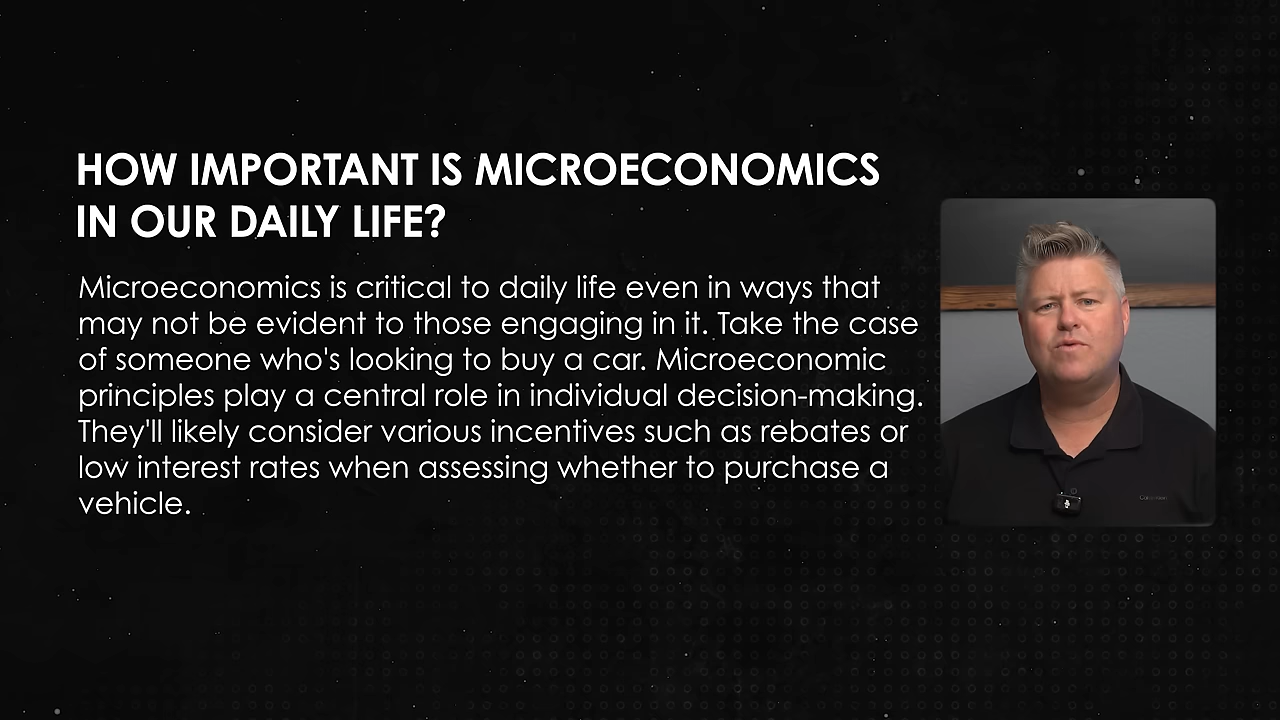 HOW IMPORTANT IS MICROECONOMICS
IN OUR DAILY LIFE?
Microeconomics is critical to daily life even in ways that
may not be evident to those engaging in it. Take the case
of someone who's looking to buy a car. Microeconomic
principles play a central role in individual decision-making.
They'll likely consider various incentives such as rebates or
low interest rates when assessing whether to purchase a
vehicle.